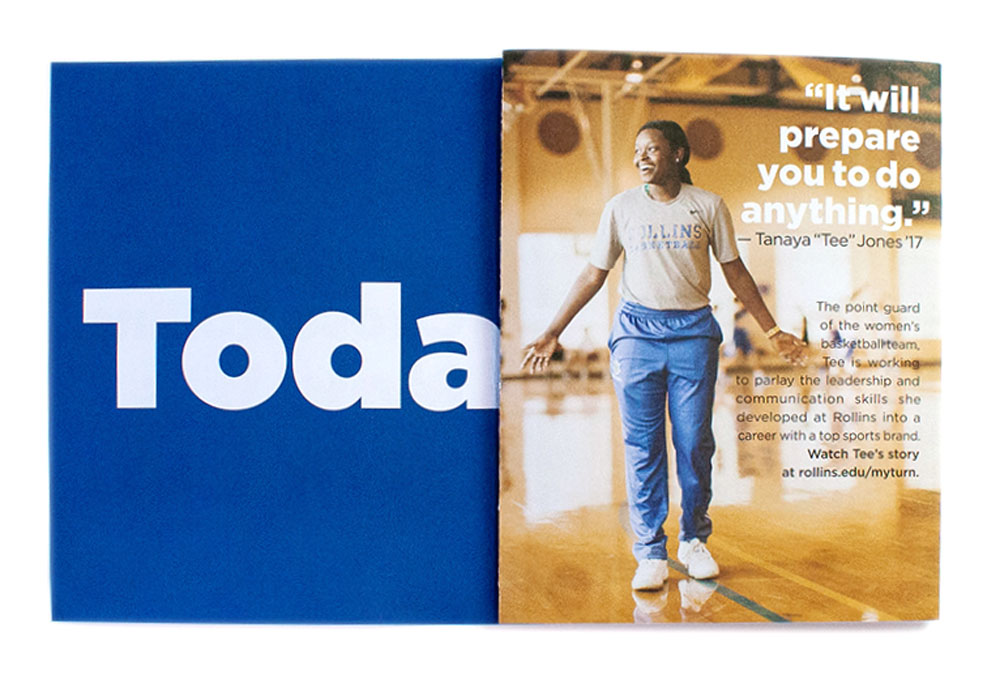 Toda
“It will
prepare
you to do
anything.”
— Tanaya “Tee” Jones ’17
ROLLINS
BASKETBALL
The point guard
of the women’s
basketball team,
Tee is working
to parlay the leadership and
communication skills she
developed at Rollins into a
career with a top sports brand.
Watch Tee’s story
at rollins.edu/myturn.